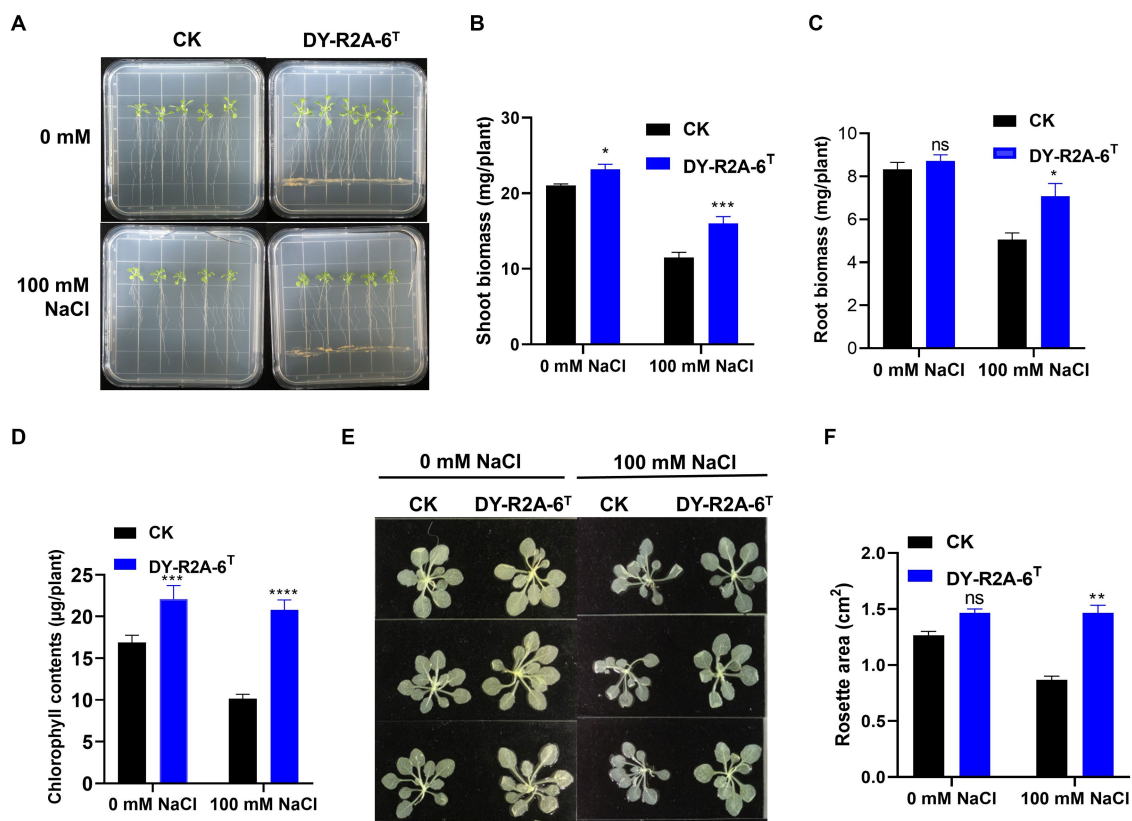 A
CK
DY-R2A-6ᵀ
0 mM
100 mM
NaCl
B
Shoot biomass (mg/plant)
30
20
10
0
CK
DY-R2A-6ᵀ
*
***
0 mM NaCl
100 mM NaCl
C
Root biomass (mg/plant)
10
8
6
4
2
0
CK
DY-R2A-6ᵀ
ns
*
0 mM NaCl
100 mM NaCl
D
CK
DY-R2A-6ᵀ
Chlorophyll contents (μg/plant)
25
20
15
10
5
0
***
****
0 mM NaCl
100 mM NaCl
E
0 mM NaCl
100 mM NaCl
CK
DY-R2A-6ᵀ
CK
DY-R2A-6ᵀ
F
Rosette area (cm²)
2.0
1.5
1.0
0.5
0.0
CK
DY-R2A-6ᵀ
ns
**
0 mM NaCl
100 mM NaCl